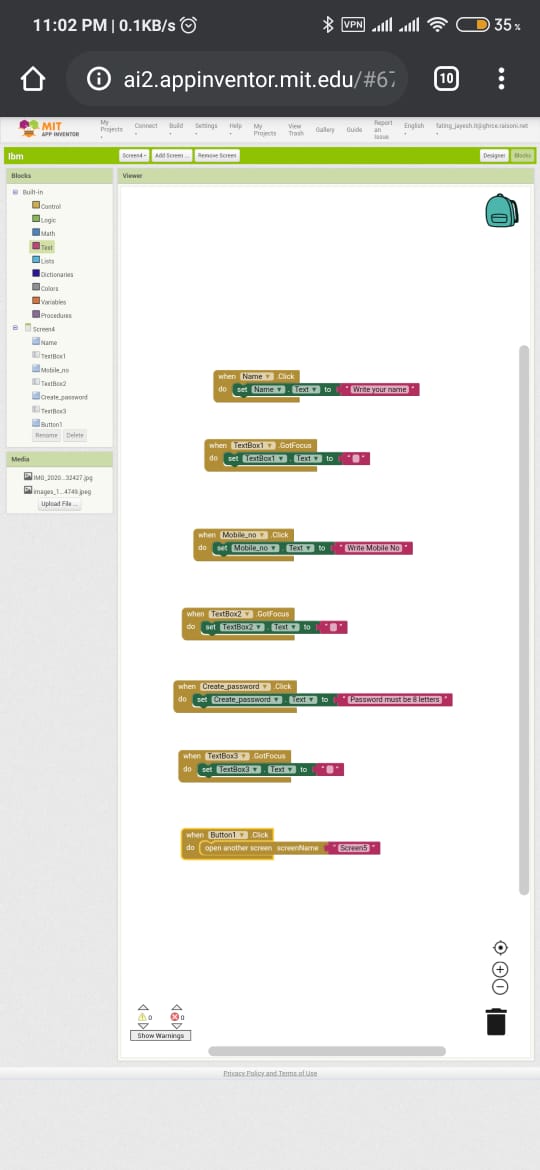 11:02 PM | 0.1KB/s
VPN
35%
ai2.appinventor.mit.edu/#67
10
MIT
APP INVENTOR
My Projects
Connect
Build
Settings
Help
My Projects
View Trash
Gallery
Guide
Report an Issue
English
Ibm
Screen4
Add Screen ...
Remove Screen
Designer
Blocks
Blocks
Viewer
Built-in
Control
Logic
Math
Text
Lists
Dictionaries
Colors
Variables
Procedures
Screen4
Name
TextBox1
Mobile_no
TextBox2
Create_password
TextBox3
Button1
Rename
Delete
Media
IMG_2020...32427.jpg
images_1...4749.jpeg
Upload File ...
when Name .Click
do set Name . Text to " Write your name "
when TextBox1 .GotFocus
do set TextBox1 . Text to " "
when Mobile_no .Click
do set Mobile_no . Text to " Write Mobile No "
when TextBox2 .GotFocus
do set TextBox2 . Text to " "
when Create_password .Click
do set Create_password . Text to " Password must be 8 letters "
when TextBox3 .GotFocus
do set TextBox3 . Text to " "
when Button1 .Click
do open another screen screenName " Screen5 "
0
0
Show Warnings
Privacy Policy and Terms of Use